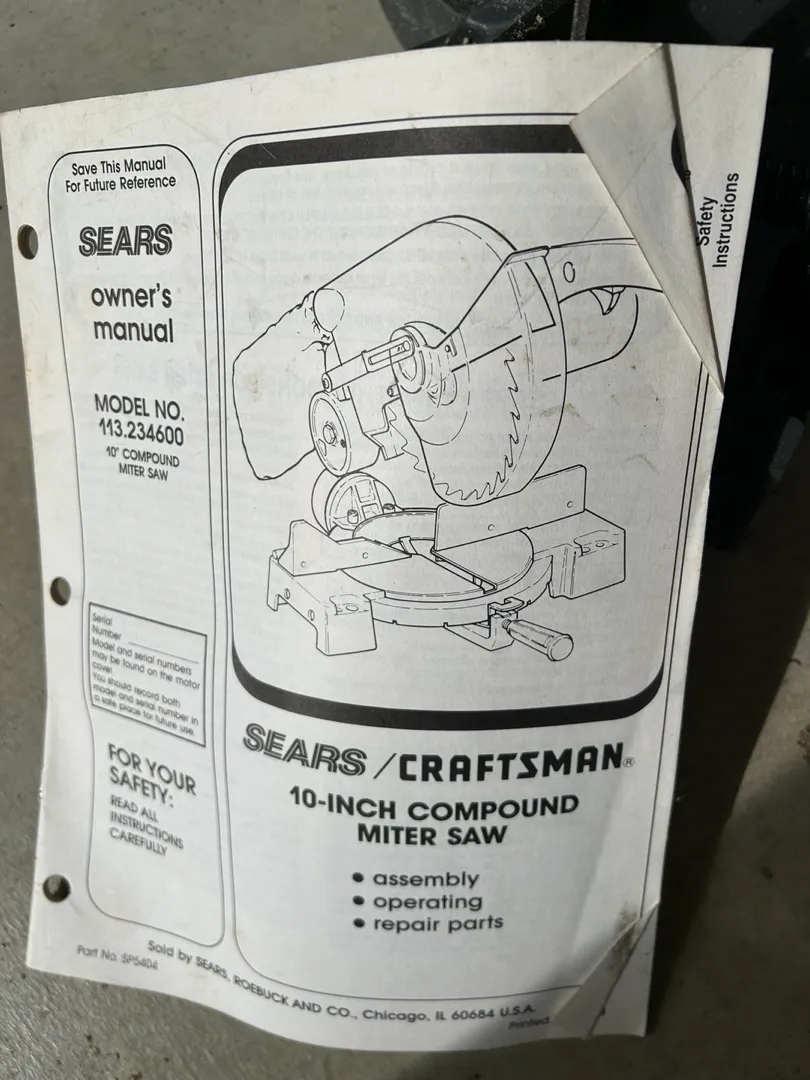 Save This Manual
For Future Reference
SEARS
owner's
manual
MODEL NO.
113.234600
10" COMPOUND
MITER SAW
Serial
Number
Model and serial numbers
may be found on the motor
cover.
You should record both
model and serial number in
a safe place for future use.
FOR YOUR
SAFETY:
READ ALL
INSTRUCTIONS
CAREFULLY
Safety
Instructions
SEARS/CRAFTSMAN®
10-INCH COMPOUND
MITER SAW
• assembly
• operating
• repair parts
Sold by SEARS, ROEBUCK AND CO., Chicago, IL 60684 U.S.A.
Part No. SP5404
Printed